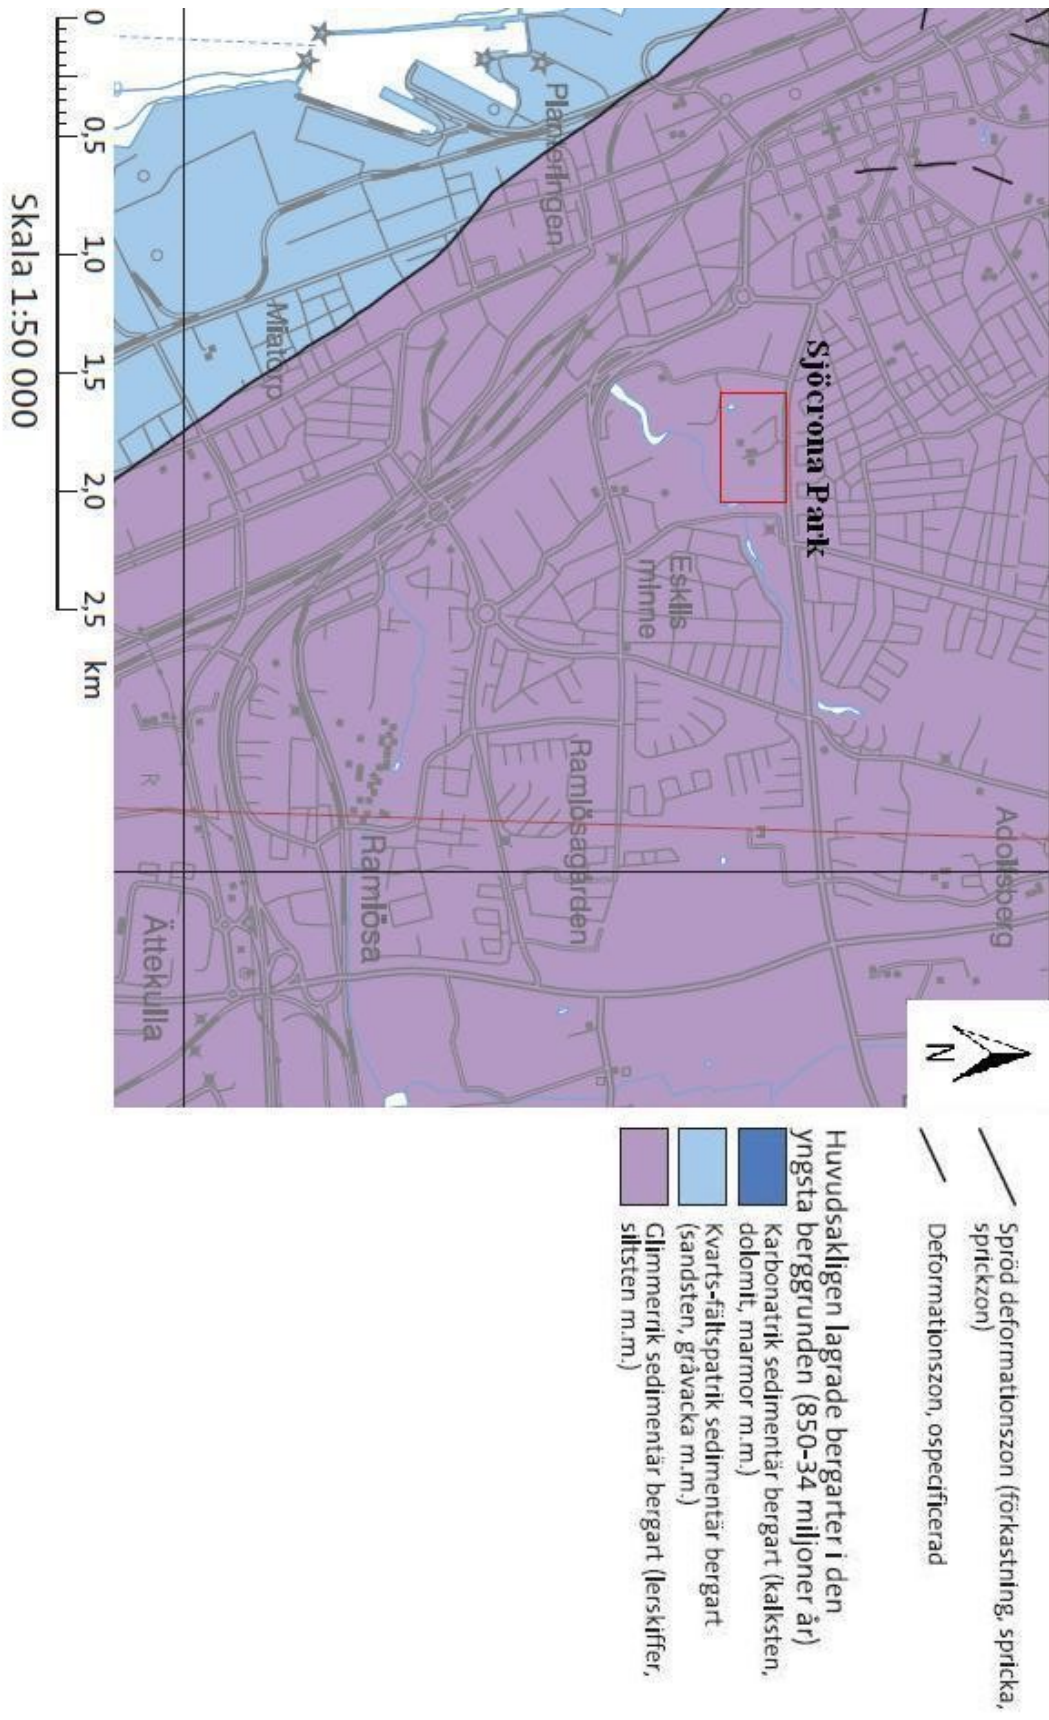 Sjöcrona Park
Adolfsberg
Planteringen
Eskils
minne
Ramlösagården
Miatorp
Ramlösa
Ättekulla
R
N
0 0,5 1,0 1,5 2,0 2,5 km
Skala 1:50 000
Spröd deformationszon (förkastning, spricka,
sprickzon)
Deformationszon, ospecificerad
Huvudsakligen lagrade bergarter i den
yngsta berggrunden (850-34 miljoner år)
Karbonatrik sedimentär bergart (kalksten,
dolomit, marmor m.m.)
Kvarts-fältspatrik sedimentär bergart
(sandsten, gråvacka m.m.)
Glimmerrik sedimentär bergart (lerskiffer,
siltsten m.m.)